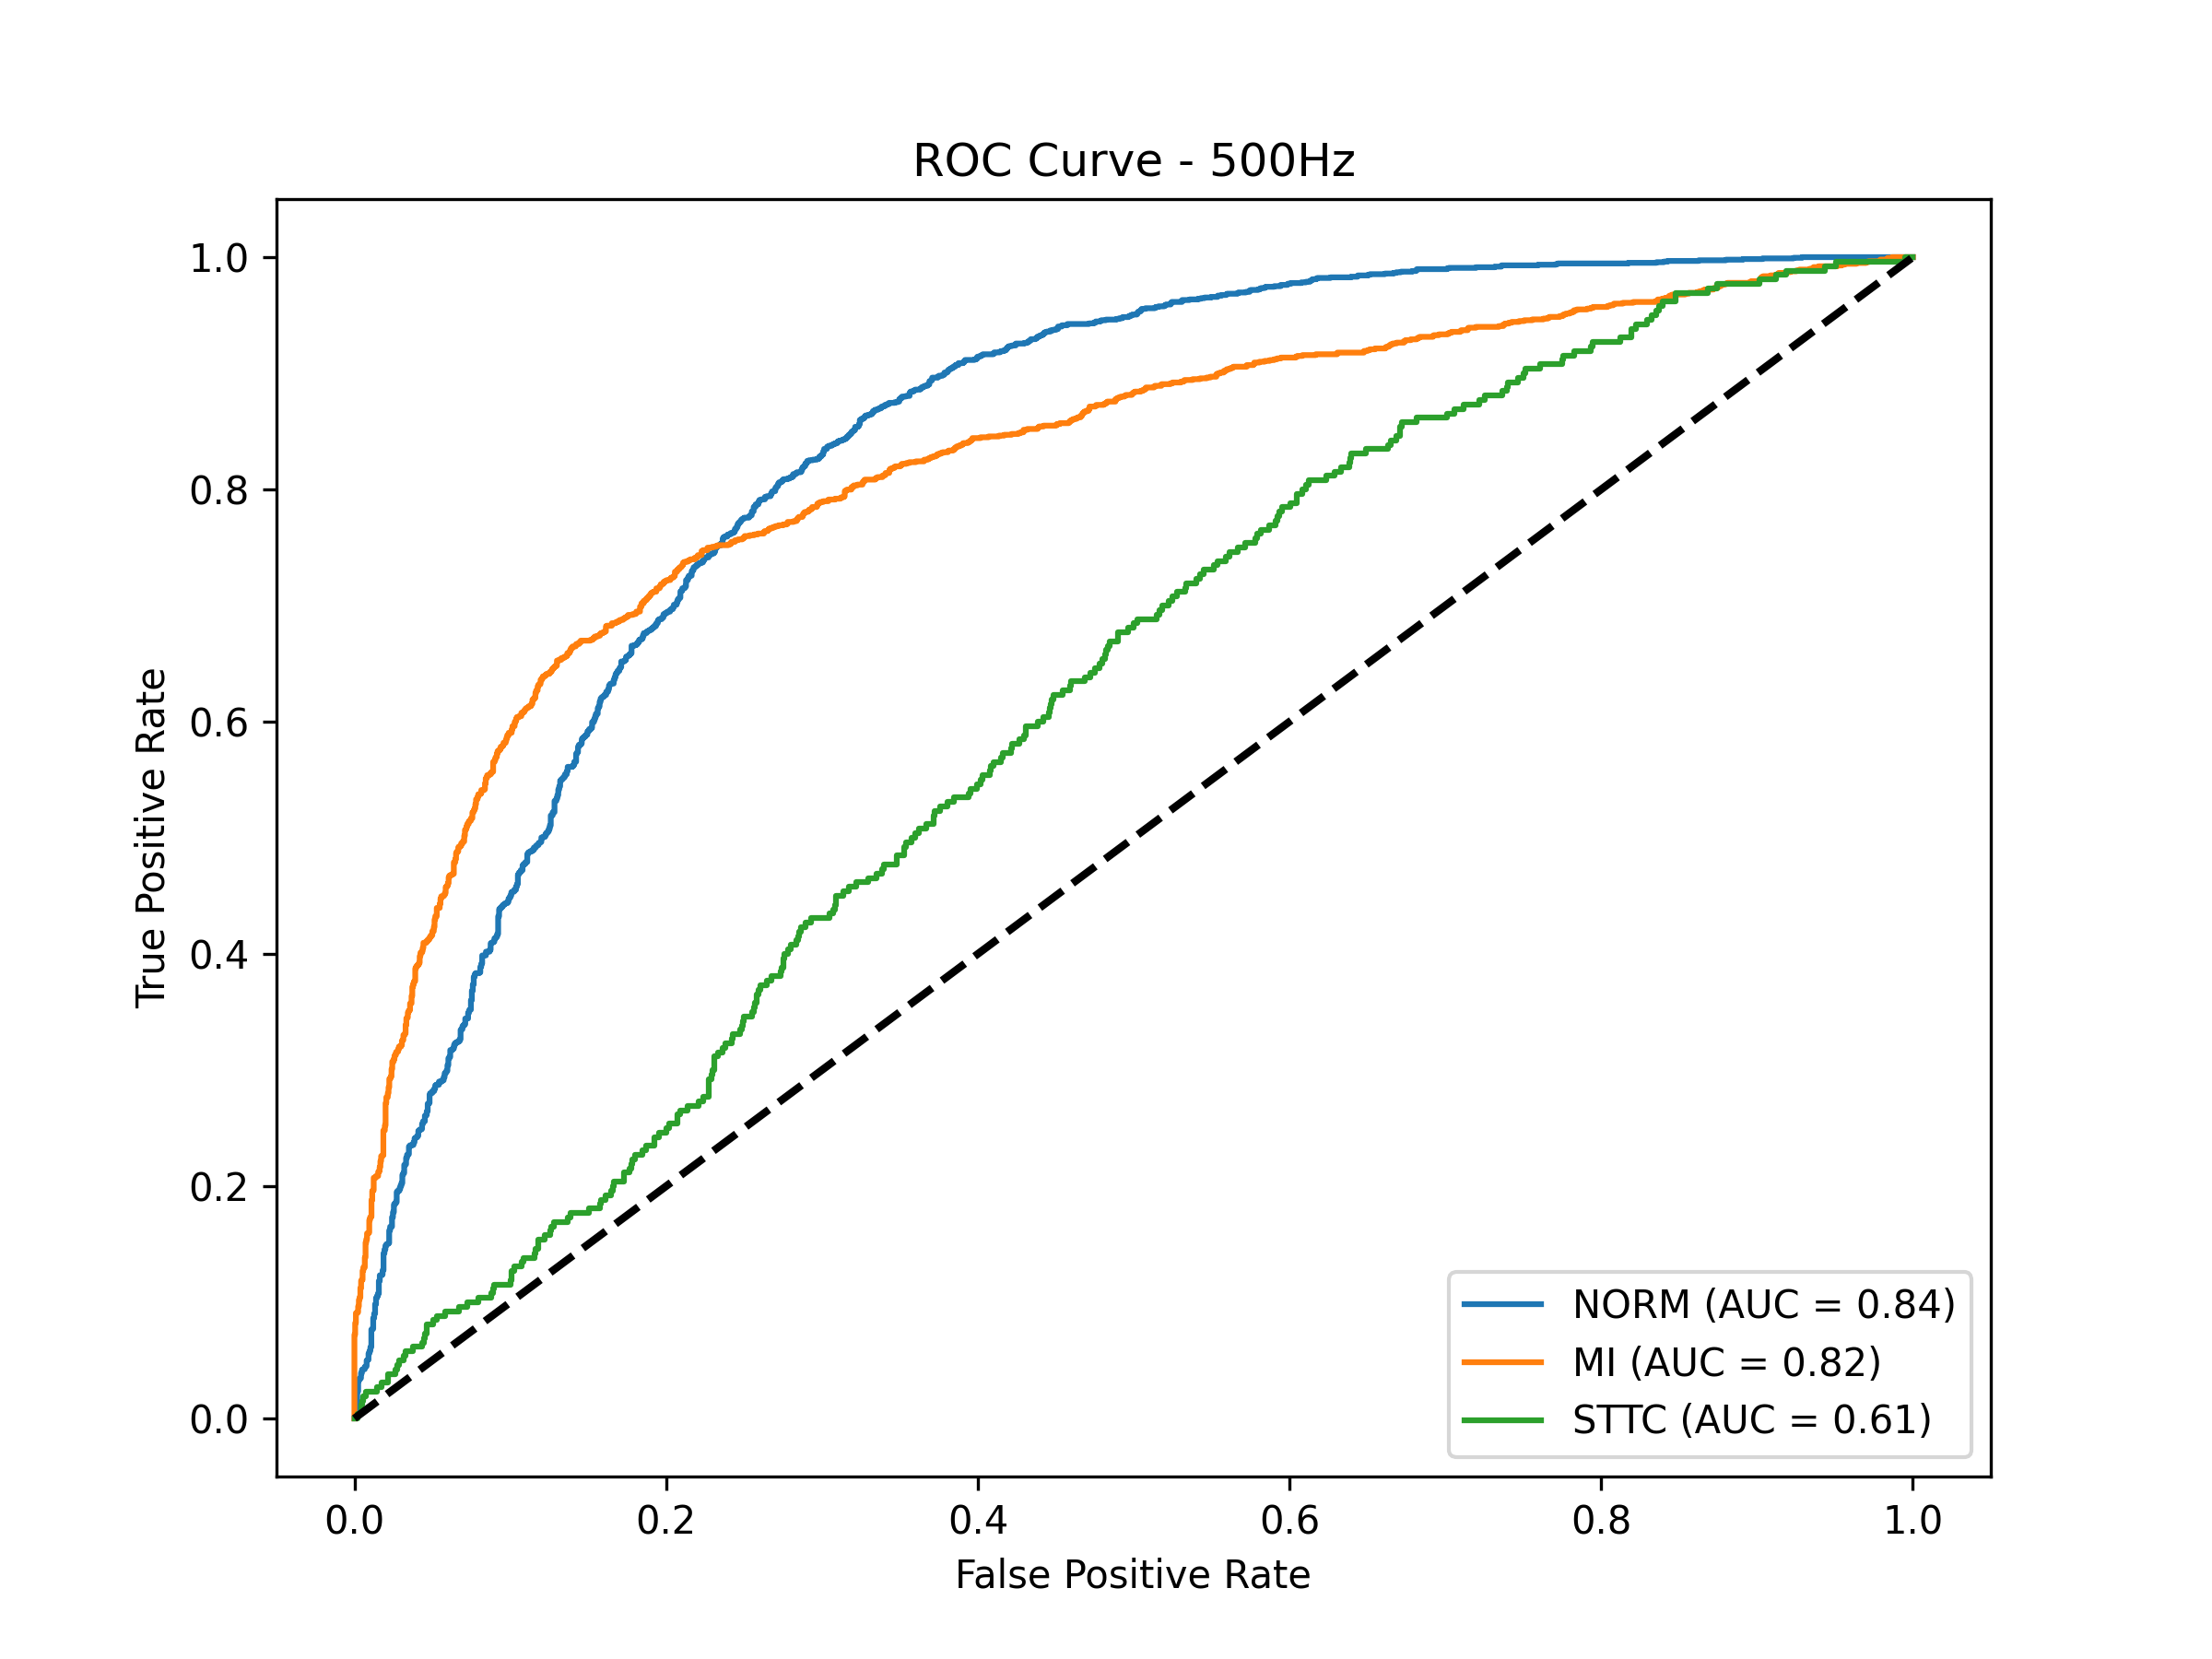 ROC Curve - 500Hz
True Positive Rate
1.0
0.8
0.6
0.4
0.2
0.0
0.0 0.2 0.4 0.6 0.8 1.0
False Positive Rate
NORM (AUC = 0.84)
MI (AUC = 0.82)
STTC (AUC = 0.61)